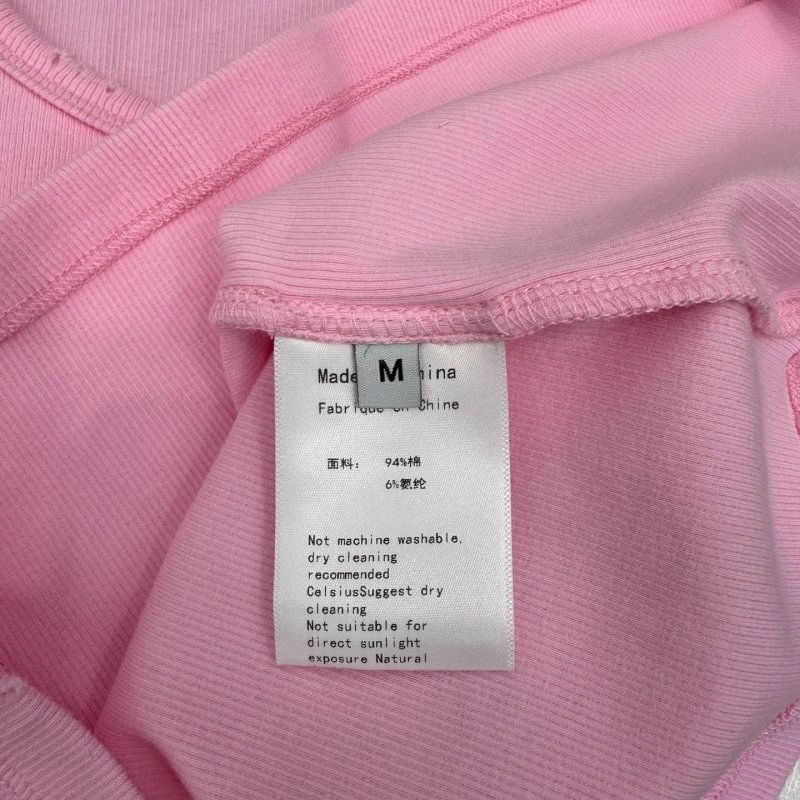 M
Made China
Fabrique en Chine
面料： 94%棉
6%氨纶
Not machine washable,
dry cleaning
recommended
CelsiusSuggest dry
cleaning
Not suitable for
direct sunlight
exposure Natural